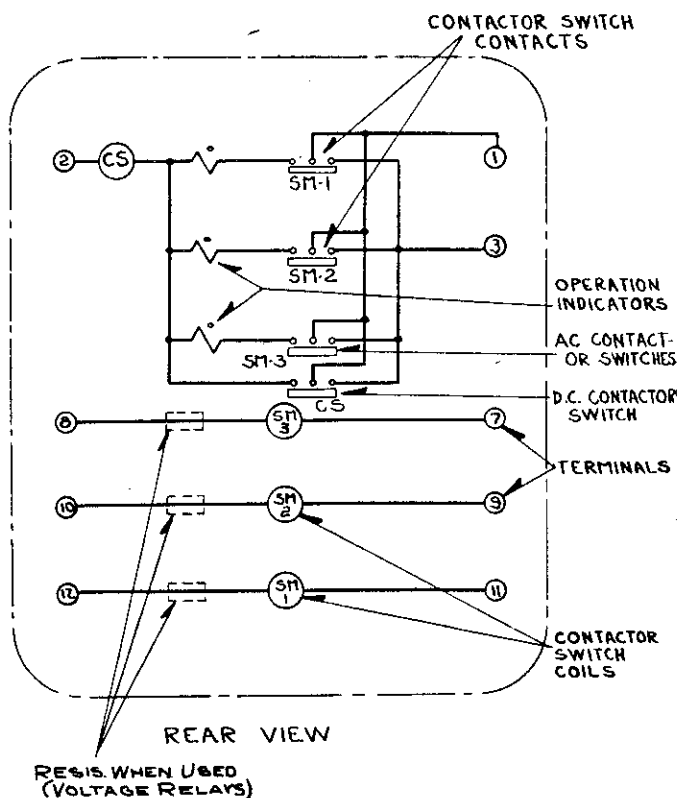 CONTACTOR SWITCH
CONTACTS
2
CS
1
SM-1
3
SM-2
OPERATION
INDICATORS
AC CONTACT-
OR SWITCHES
SM-3
CS
D.C. CONTACTOR
SWITCH
8
SM
3
7
TERMINALS
10
SM
2
9
12
SM
1
11
CONTACTOR
SWITCH
COILS
REAR VIEW
RESIS. WHEN USED
(VOLTAGE RELAYS)